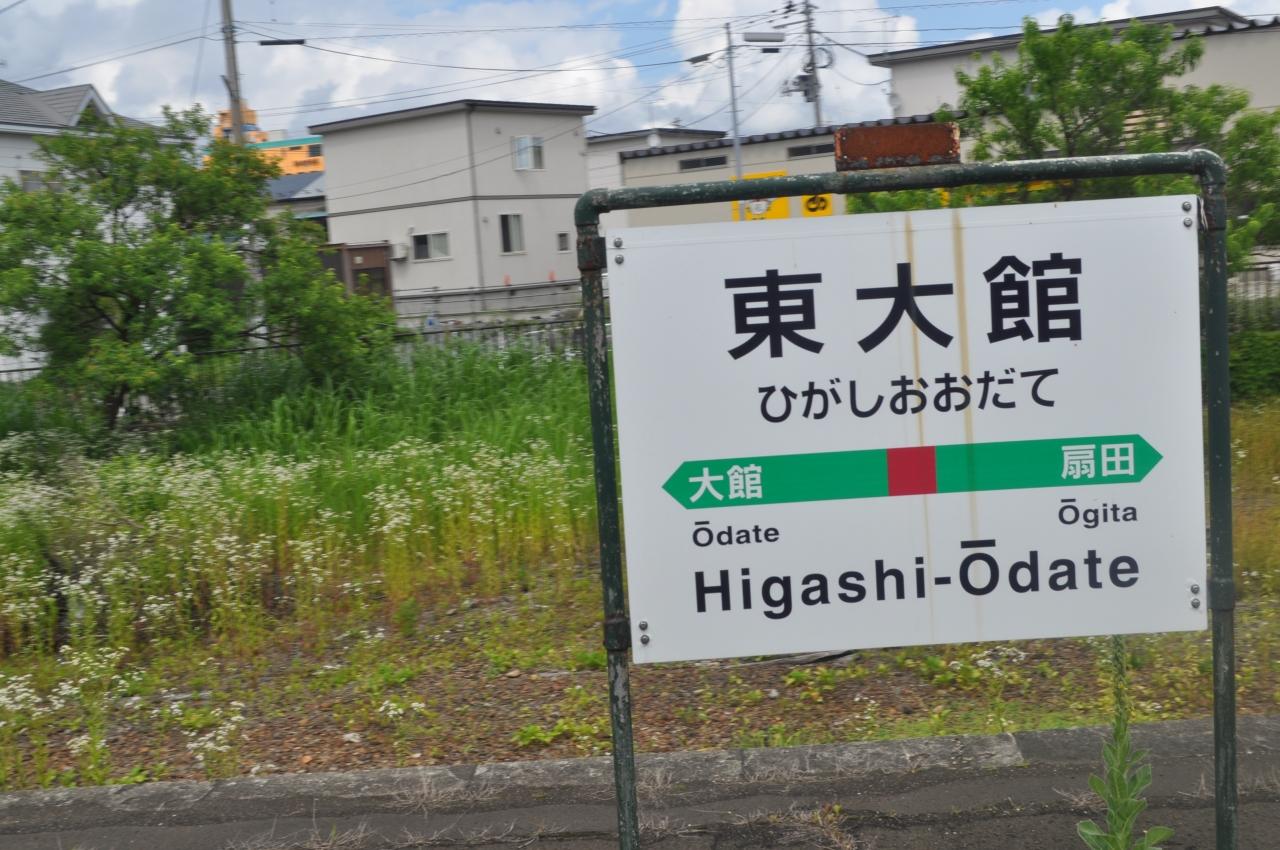 東大館
ひがしおおだて
大館 扇田
Ōdate Ōgita
Higashi-Ōdate